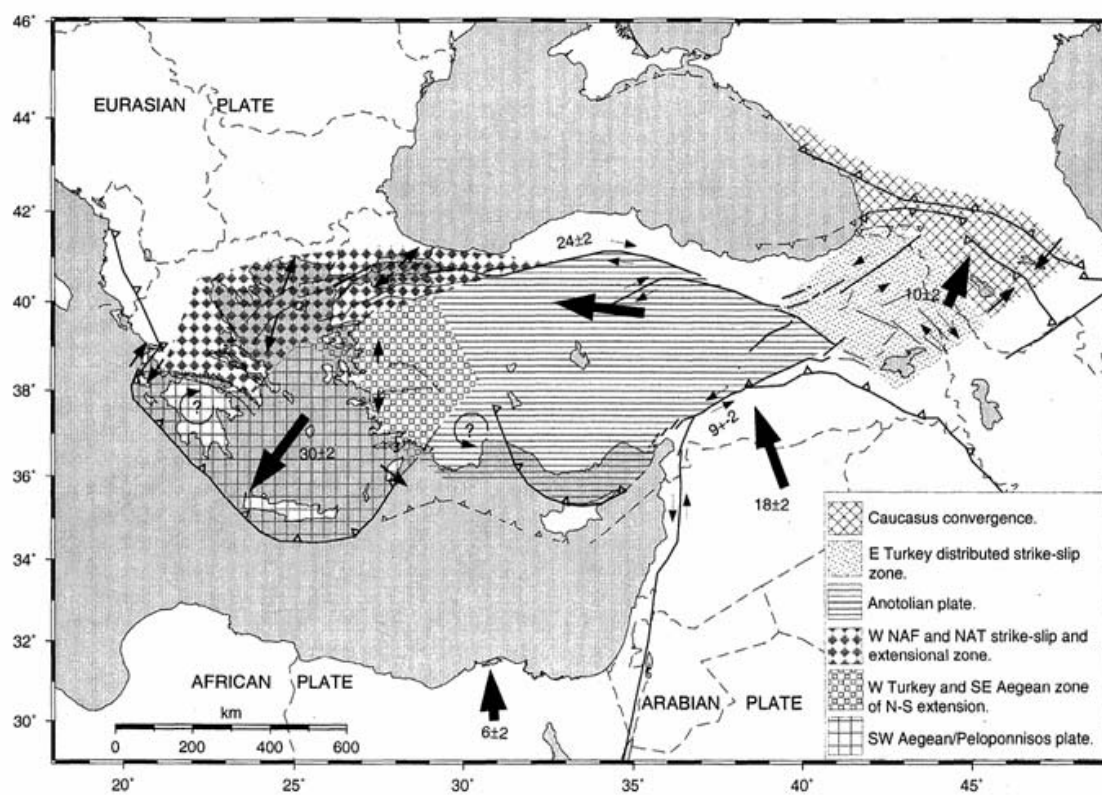 46°
44°
42°
40°
38°
36°
34°
32°
30°
20°
25°
30°
35°
40°
45°
EURASIAN PLATE
24±2
10±2
?
?
30±2
9+-2
18±2
6±2
AFRICAN PLATE
ARABIAN PLATE
km
0 200 400 600
Caucasus convergence.
E Turkey distributed strike-slip
zone.
Anotolian plate.
W NAF and NAT strike-slip and
extensional zone.
W Turkey and SE Aegean zone
of N-S extension.
SW Aegean/Peloponnisos plate.